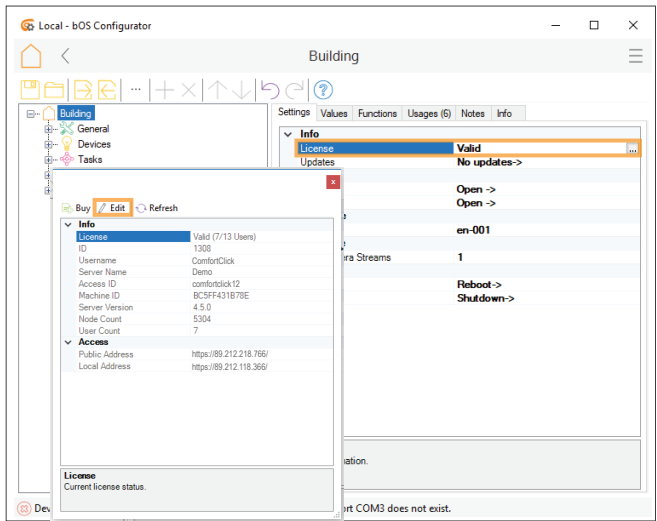 Local - bOS Configurator
Building
Building
General
Devices
Tasks
Settings Values Functions Usages (6) Notes Info
Info
License Valid ...
Updates No updates->
Open ->
Open ->
en-001
ra Streams 1
Reboot->
Shutdown->
Buy Edit Refresh
Info
License Valid (7/13 Users)
ID 1308
Username ComfortClick
Server Name Demo
Access ID comfortclick12
Machine ID BC5FF431B78E
Server Version 4.5.0
Node Count 5304
User Count 7
Access
Public Address https://89.212.218.766/
Local Address https://89.212.118.366/
License
Current license status.
ation.
Dev
rt COM3 does not exist.